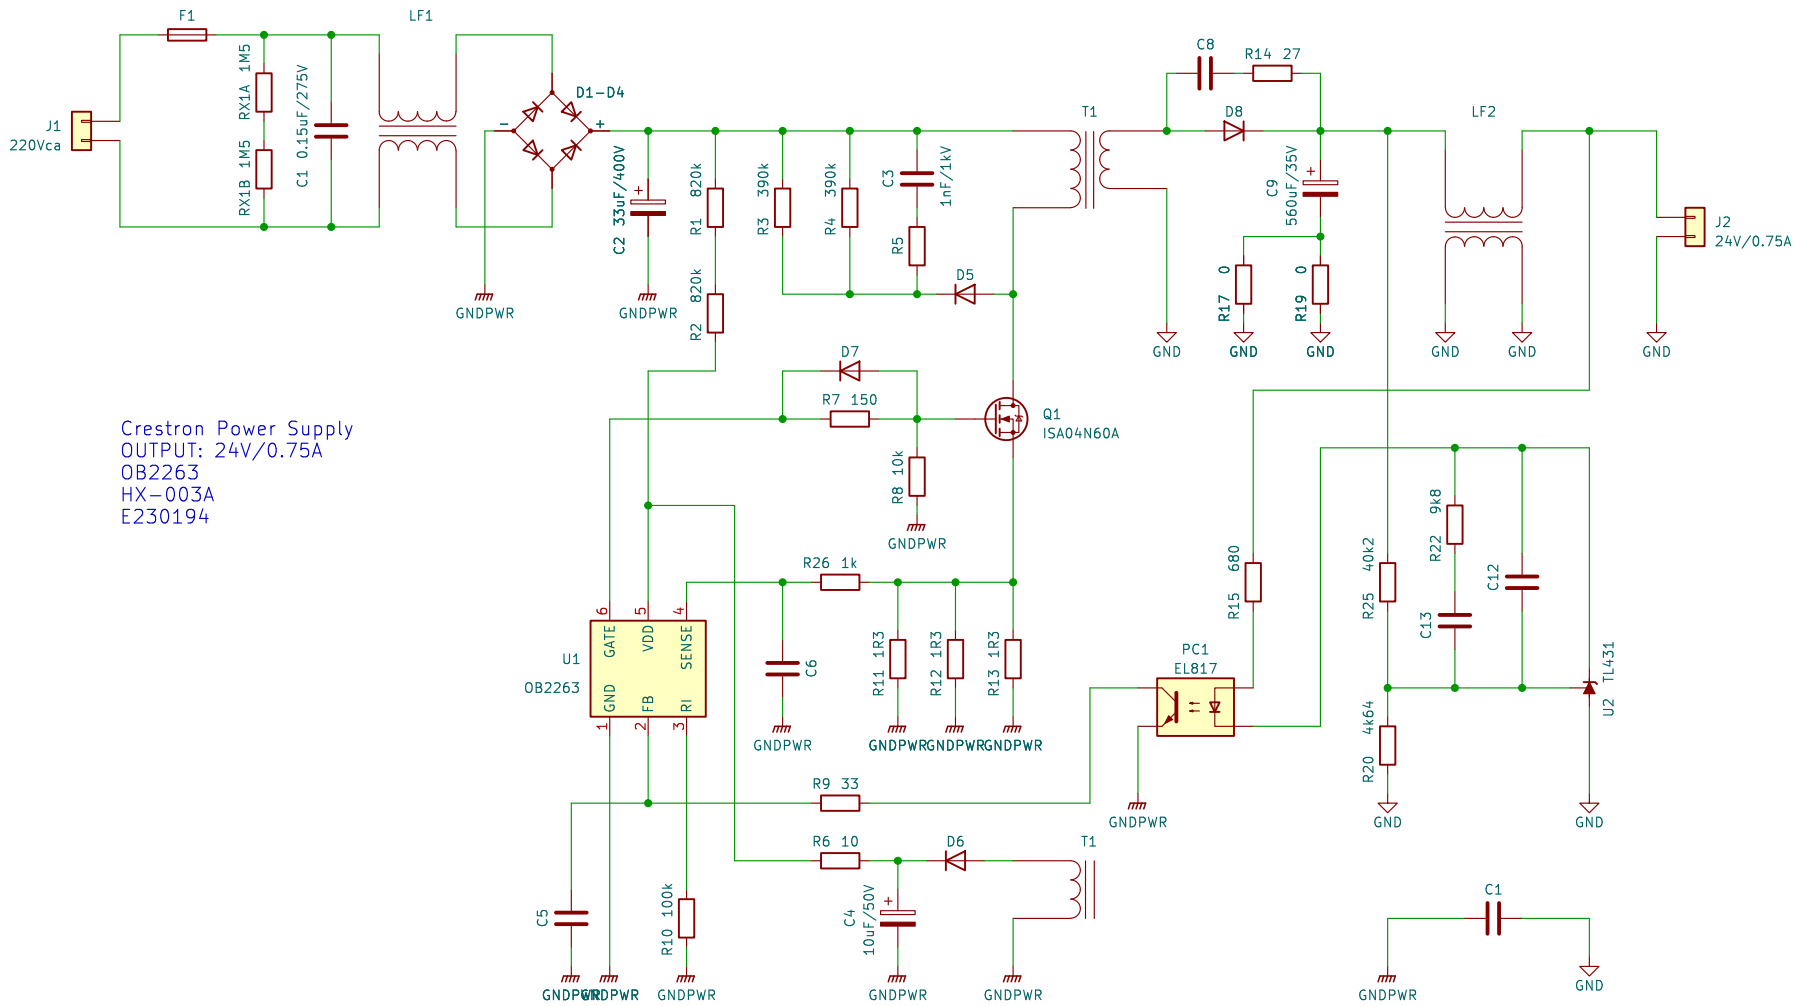 F1
LF1
RX1A 1M5
RX1B 1M5
C1 0.15uF/275V
J1
220Vca
D1-D4
-
+
GNDPWR
C2 33uF/400V
+
GNDPWR
R1 820k
R2 820k
R3 390k
R4 390k
C3
1nF/1kV
R5
D5
T1
C8
R14 27
D8
C9
560uF/35V
+
R17 0
R19 0
GND
GND
GND
LF2
GND
GND
J2
24V/0.75A
GND
D7
R7 150
Q1
ISA04N60A
R8 10k
GNDPWR
Crestron Power Supply
OUTPUT: 24V/0.75A
OB2263
HX-003A
E230194
R26 1k
U1
OB2263
6
5
4
GATE
VDD
SENSE
GND
FB
RI
1
2
3
C6
GNDPWR
R11 1R3
R12 1R3
R13 1R3
GNDPWR
GNDPWR
GNDPWR
PC1
EL817
R15 680
R25 40k2
R22 9k8
C13
C12
TL431
U2
R20 4k64
R9 33
GNDPWR
GND
GND
R6 10
D6
T1
C5
R10 100k
C4
10uF/50V
+
C1
GNDPWR
GNDPWR
GNDPWR
GNDPWR
GNDPWR
GNDPWR
GND